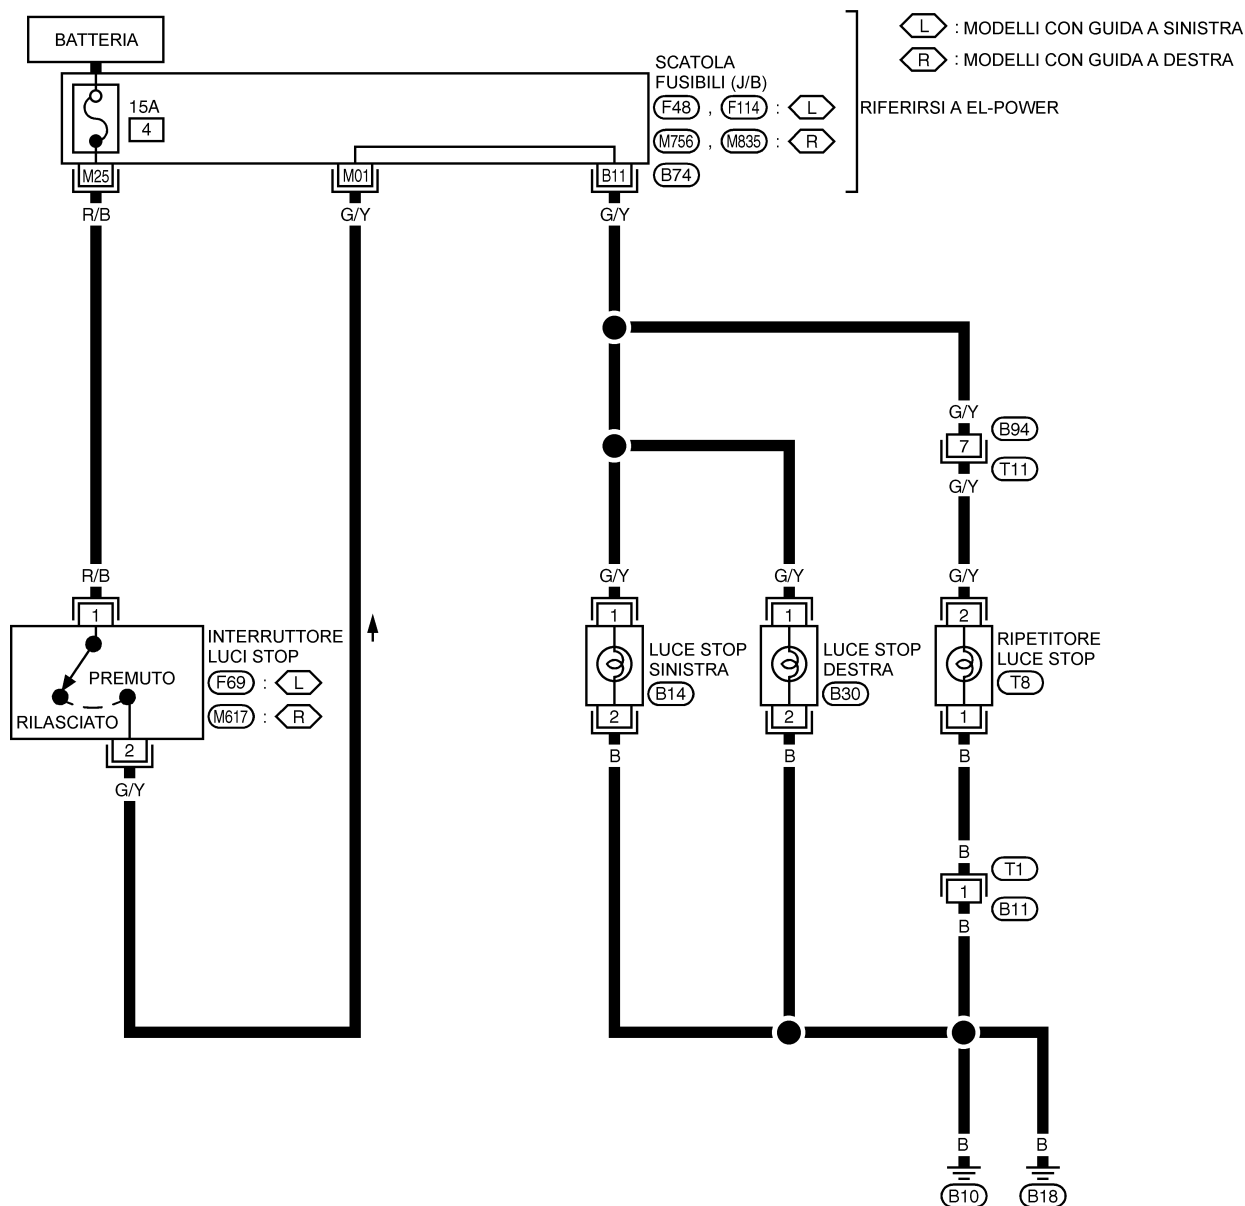 BATTERIA
L : MODELLI CON GUIDA A SINISTRA
R : MODELLI CON GUIDA A DESTRA
SCATOLA
FUSIBILI (J/B)
15A
4
F48 , F114 : L
RIFERIRSI A EL-POWER
M756 , M835 : R
M25
M01
B11
B74
R/B
G/Y
G/Y
G/Y
B94
7
T11
G/Y
R/B
G/Y
G/Y
G/Y
1
1
1
2
INTERRUTTORE
LUCI STOP
PREMUTO
F69 : L
RILASCIATO
M617 : R
LUCE STOP
SINISTRA
B14
LUCE STOP
DESTRA
B30
RIPETITORE
LUCE STOP
T8
2
2
2
1
G/Y
B
B
B
B
T1
1
B11
B
B
B
B10
B18